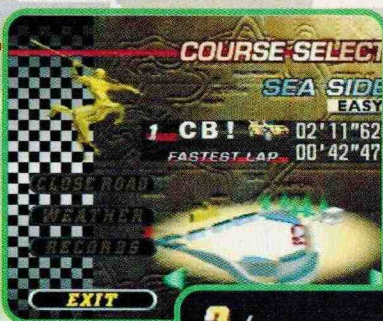 COURSE SELECT
SEA SIDE
EASY
1 CB! 02'11"62
FASTEST LAP 00'42"47
CLOSE ROAD
WEATHER
RECORDS
EXIT